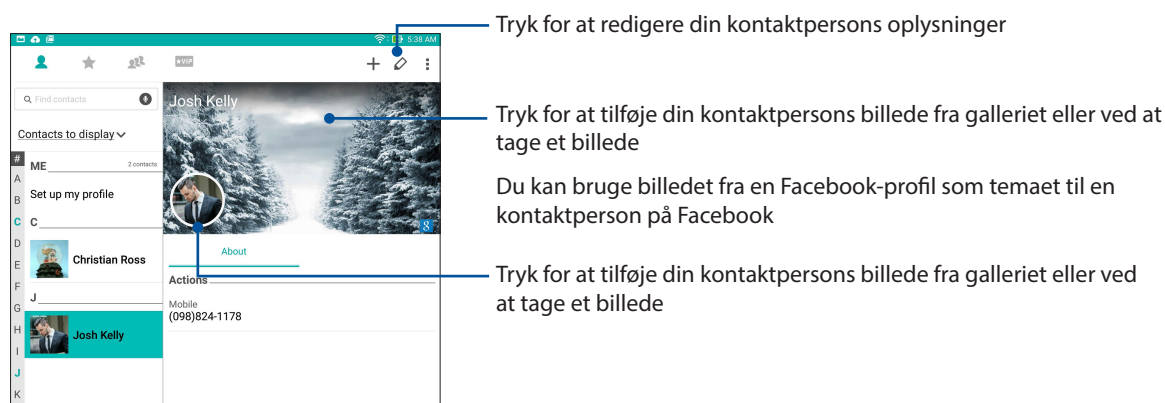 Tryk for at redigere din kontaktpersons oplysninger
5:38 AM
VIP
Find contacts
Josh Kelly
Tryk for at tilføje din kontaktpersons billede fra galleriet eller ved at
tage et billede
Du kan bruge billedet fra en Facebook-profil som temaet til en
kontaktperson på Facebook
Contacts to display
#
ME
2 contacts
A
Set up my profile
B
C
C
8
D
Christian Ross
About
E
Tryk for at tilføje din kontaktpersons billede fra galleriet eller ved
at tage et billede
Actions
F
J
G
Mobile
(098)824-1178
H
Josh Kelly
I
J
K